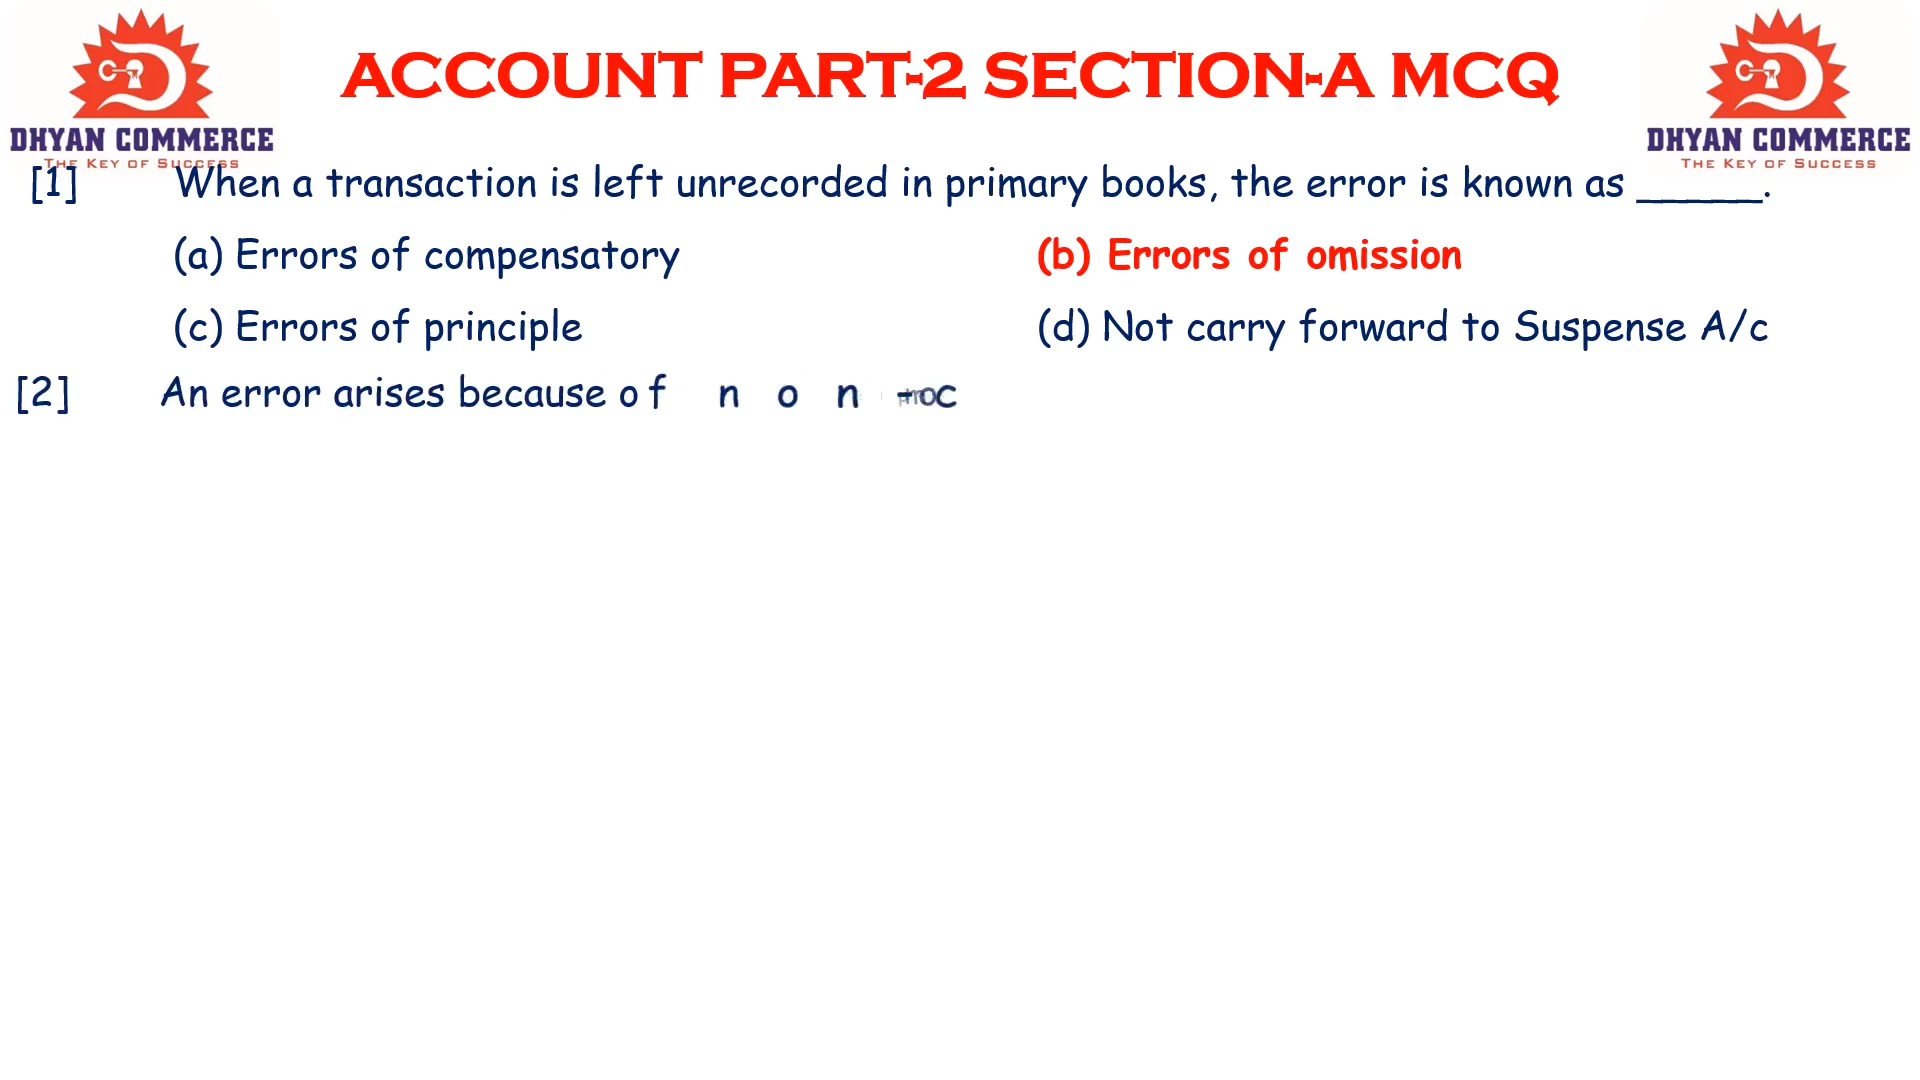 ACCOUNT PART-2 SECTION-A MCQ
DHYAN COMMERCE
THE KEY OF SUCCESS
DHYAN COMMERCE
THE KEY OF SUCCESS
[1] When a transaction is left unrecorded in primary books, the error is known as _____.
(a) Errors of compensatory (b) Errors of omission
(c) Errors of principle (d) Not carry forward to Suspense A/c
[2] An error arises because of non-